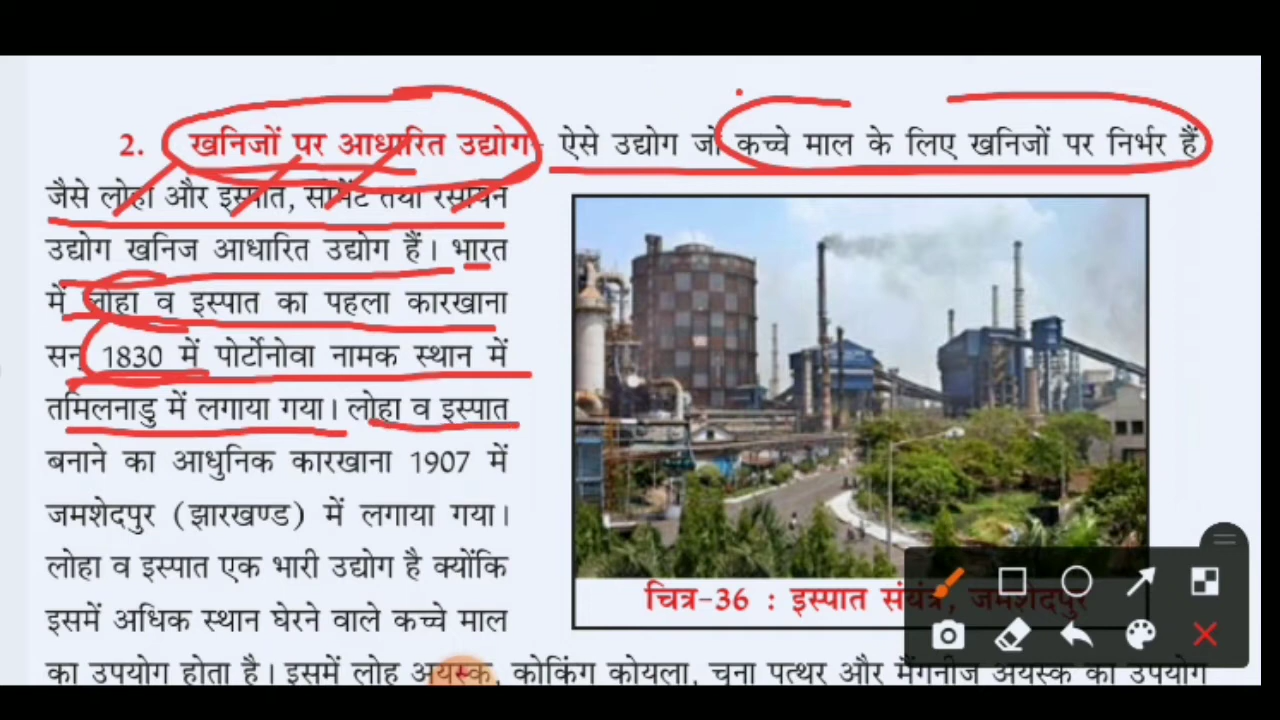 2. खनिजों पर आधारित उद्योग- ऐसे उद्योग जो कच्चे माल के लिए खनिजों पर निर्भर हैं
जैसे लोहा और इस्पात, सीमेंट तथा रसायन
उद्योग खनिज आधारित उद्योग हैं। भारत
में लोहा व इस्पात का पहला कारखाना
सन् 1830 में पोर्टोनोवा नामक स्थान में
तमिलनाडु में लगाया गया। लोहा व इस्पात
बनाने का आधुनिक कारखाना 1907 में
जमशेदपुर (झारखण्ड) में लगाया गया।
लोहा व इस्पात एक भारी उद्योग है क्योंकि
इसमें अधिक स्थान घेरने वाले कच्चे माल
का उपयोग होता है। इसमें लोह अयस्क, कोकिंग कोयला, चूना पत्थर और मैंगनीज अयस्क का उपयोग
चित्र-36 : इस्पात संयंत्र, जमशेदपुर